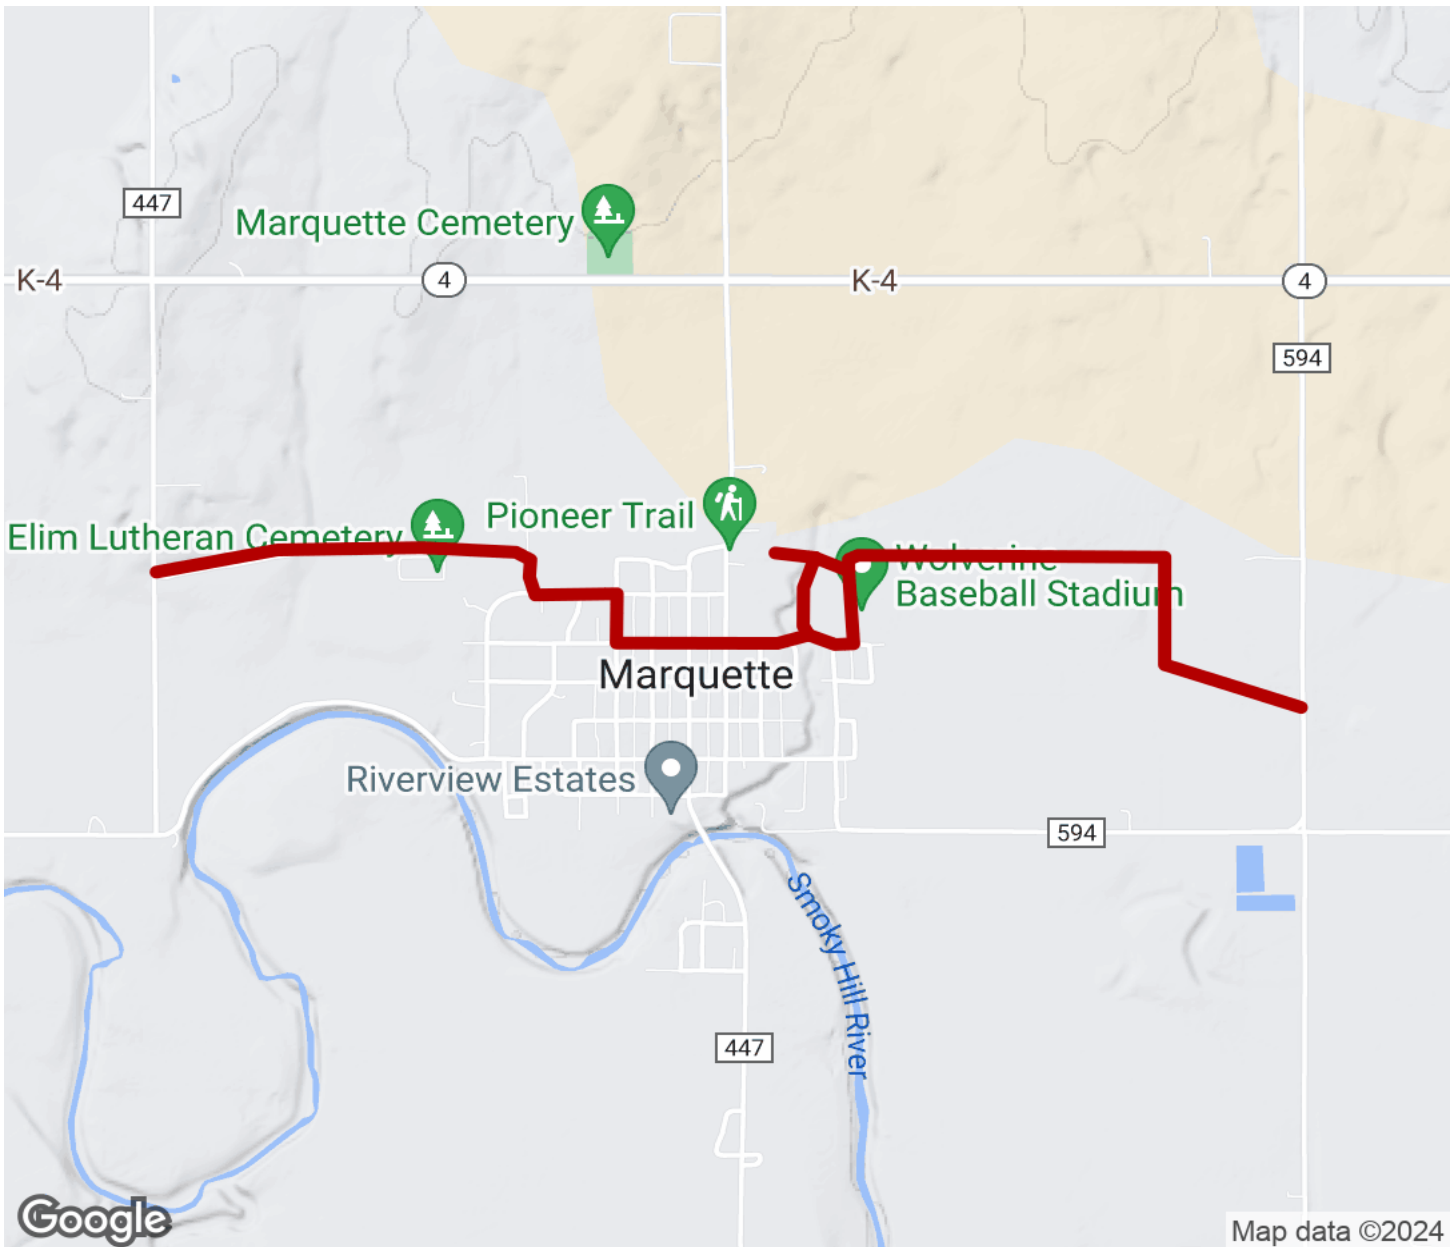 447
Marquette Cemetery
K-4
4
K-4
4
594
Pioneer Trail
Elim Lutheran Cemetery
Wolverine
Baseball Stadium
Marquette
Riverview Estates
594
Smoky Hill River
447
Google
Map data ©2024